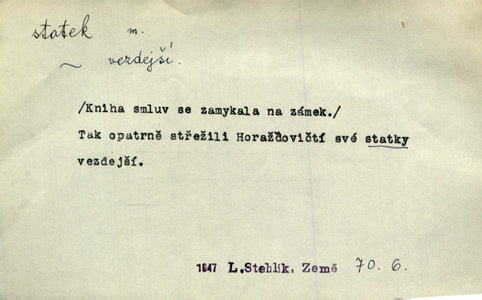 statek m.
~ vezdejší.
/Kniha smluv se zamykala na zámek./
Tak opatrně střežili Horažďovičtí své statky
vezdejší.
1947 L.Stehlík, Země 70. 6.